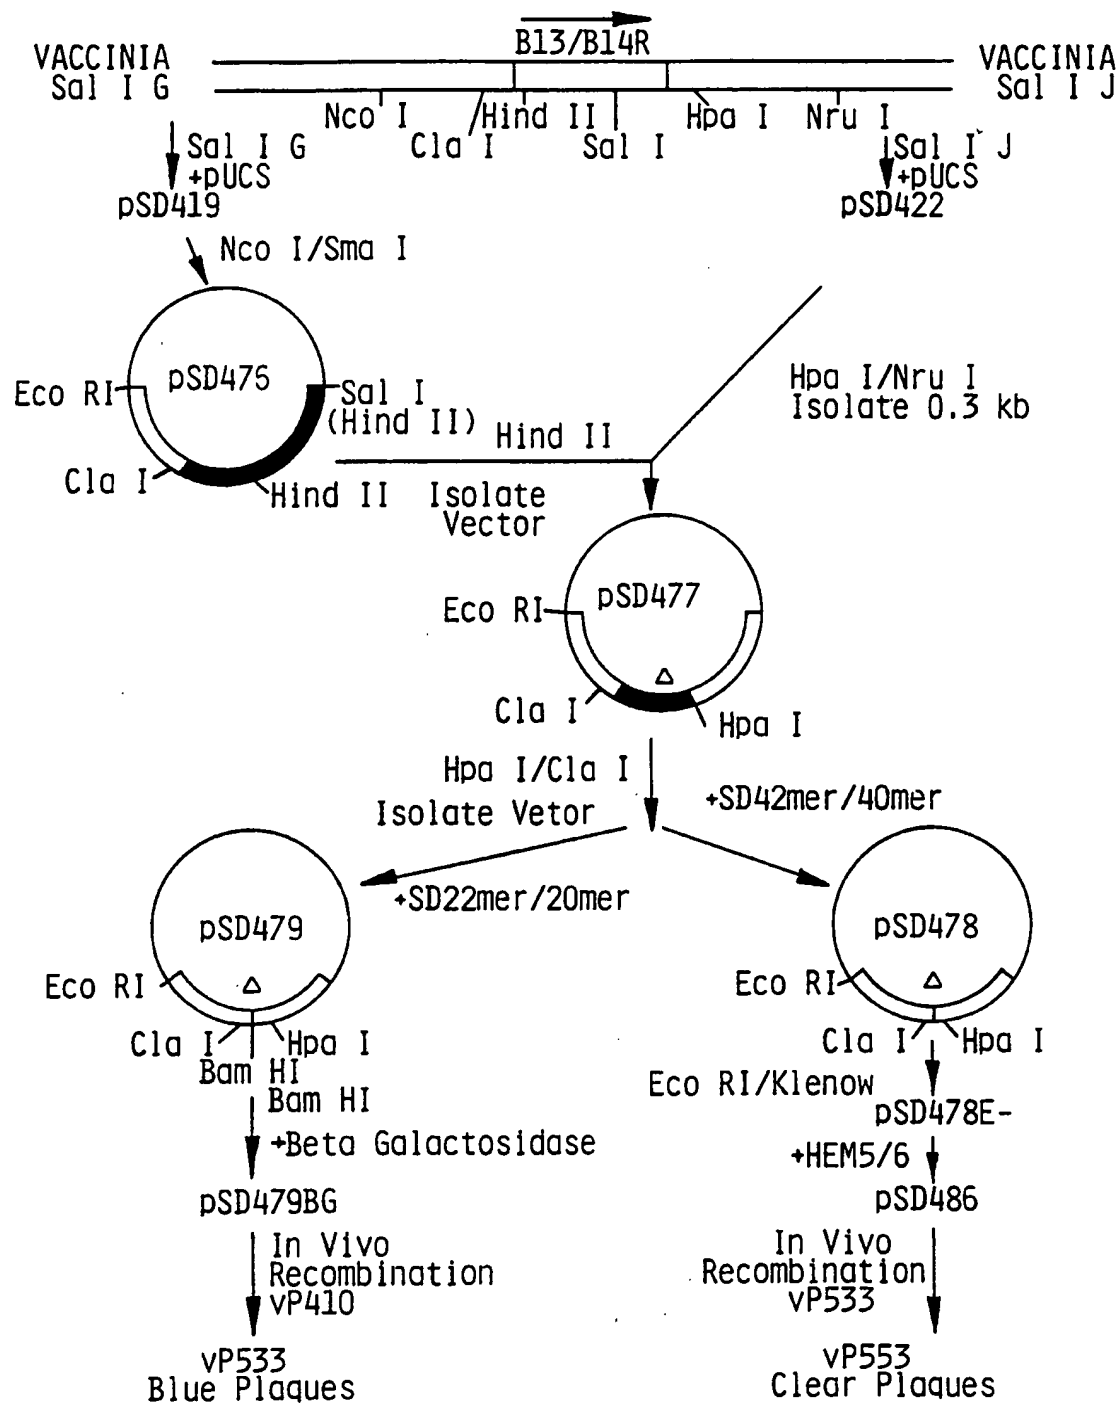 B13/B14R
VACCINIA
Sal I G
VACCINIA
Sal I J
Nco I
Cla I
Hind II
Sal I
Hpa I
Nru I
Sal I G
+pUCS
pSD419
Sal I J
+pUCS
pSD422
Nco I/Sma I
pSD476
Eco RI
Sal I
(Hind II)
Cla I
Hind II
Hind II
Isolate
Vector
Hpa I/Nru I
Isolate 0.3 kb
pSD477
Eco RI
Cla I
Δ
Hpa I
Hpa I/Cla I
Isolate Vetor
+SD42mer/40mer
+SD22mer/20mer
pSD479
Eco RI
Δ
Cla I
Hpa I
Bam HI
Bam HI
+Beta Galactosidase
pSD479BG
In Vivo
Recombination
vP410
vP533
Blue Plaques
pSD478
Eco RI
Δ
Cla I
Hpa I
Eco RI/Klenow
pSD478E-
+HEM5/6
pSD486
In Vivo
Recombination
vP533
vP553
Clear Plaques